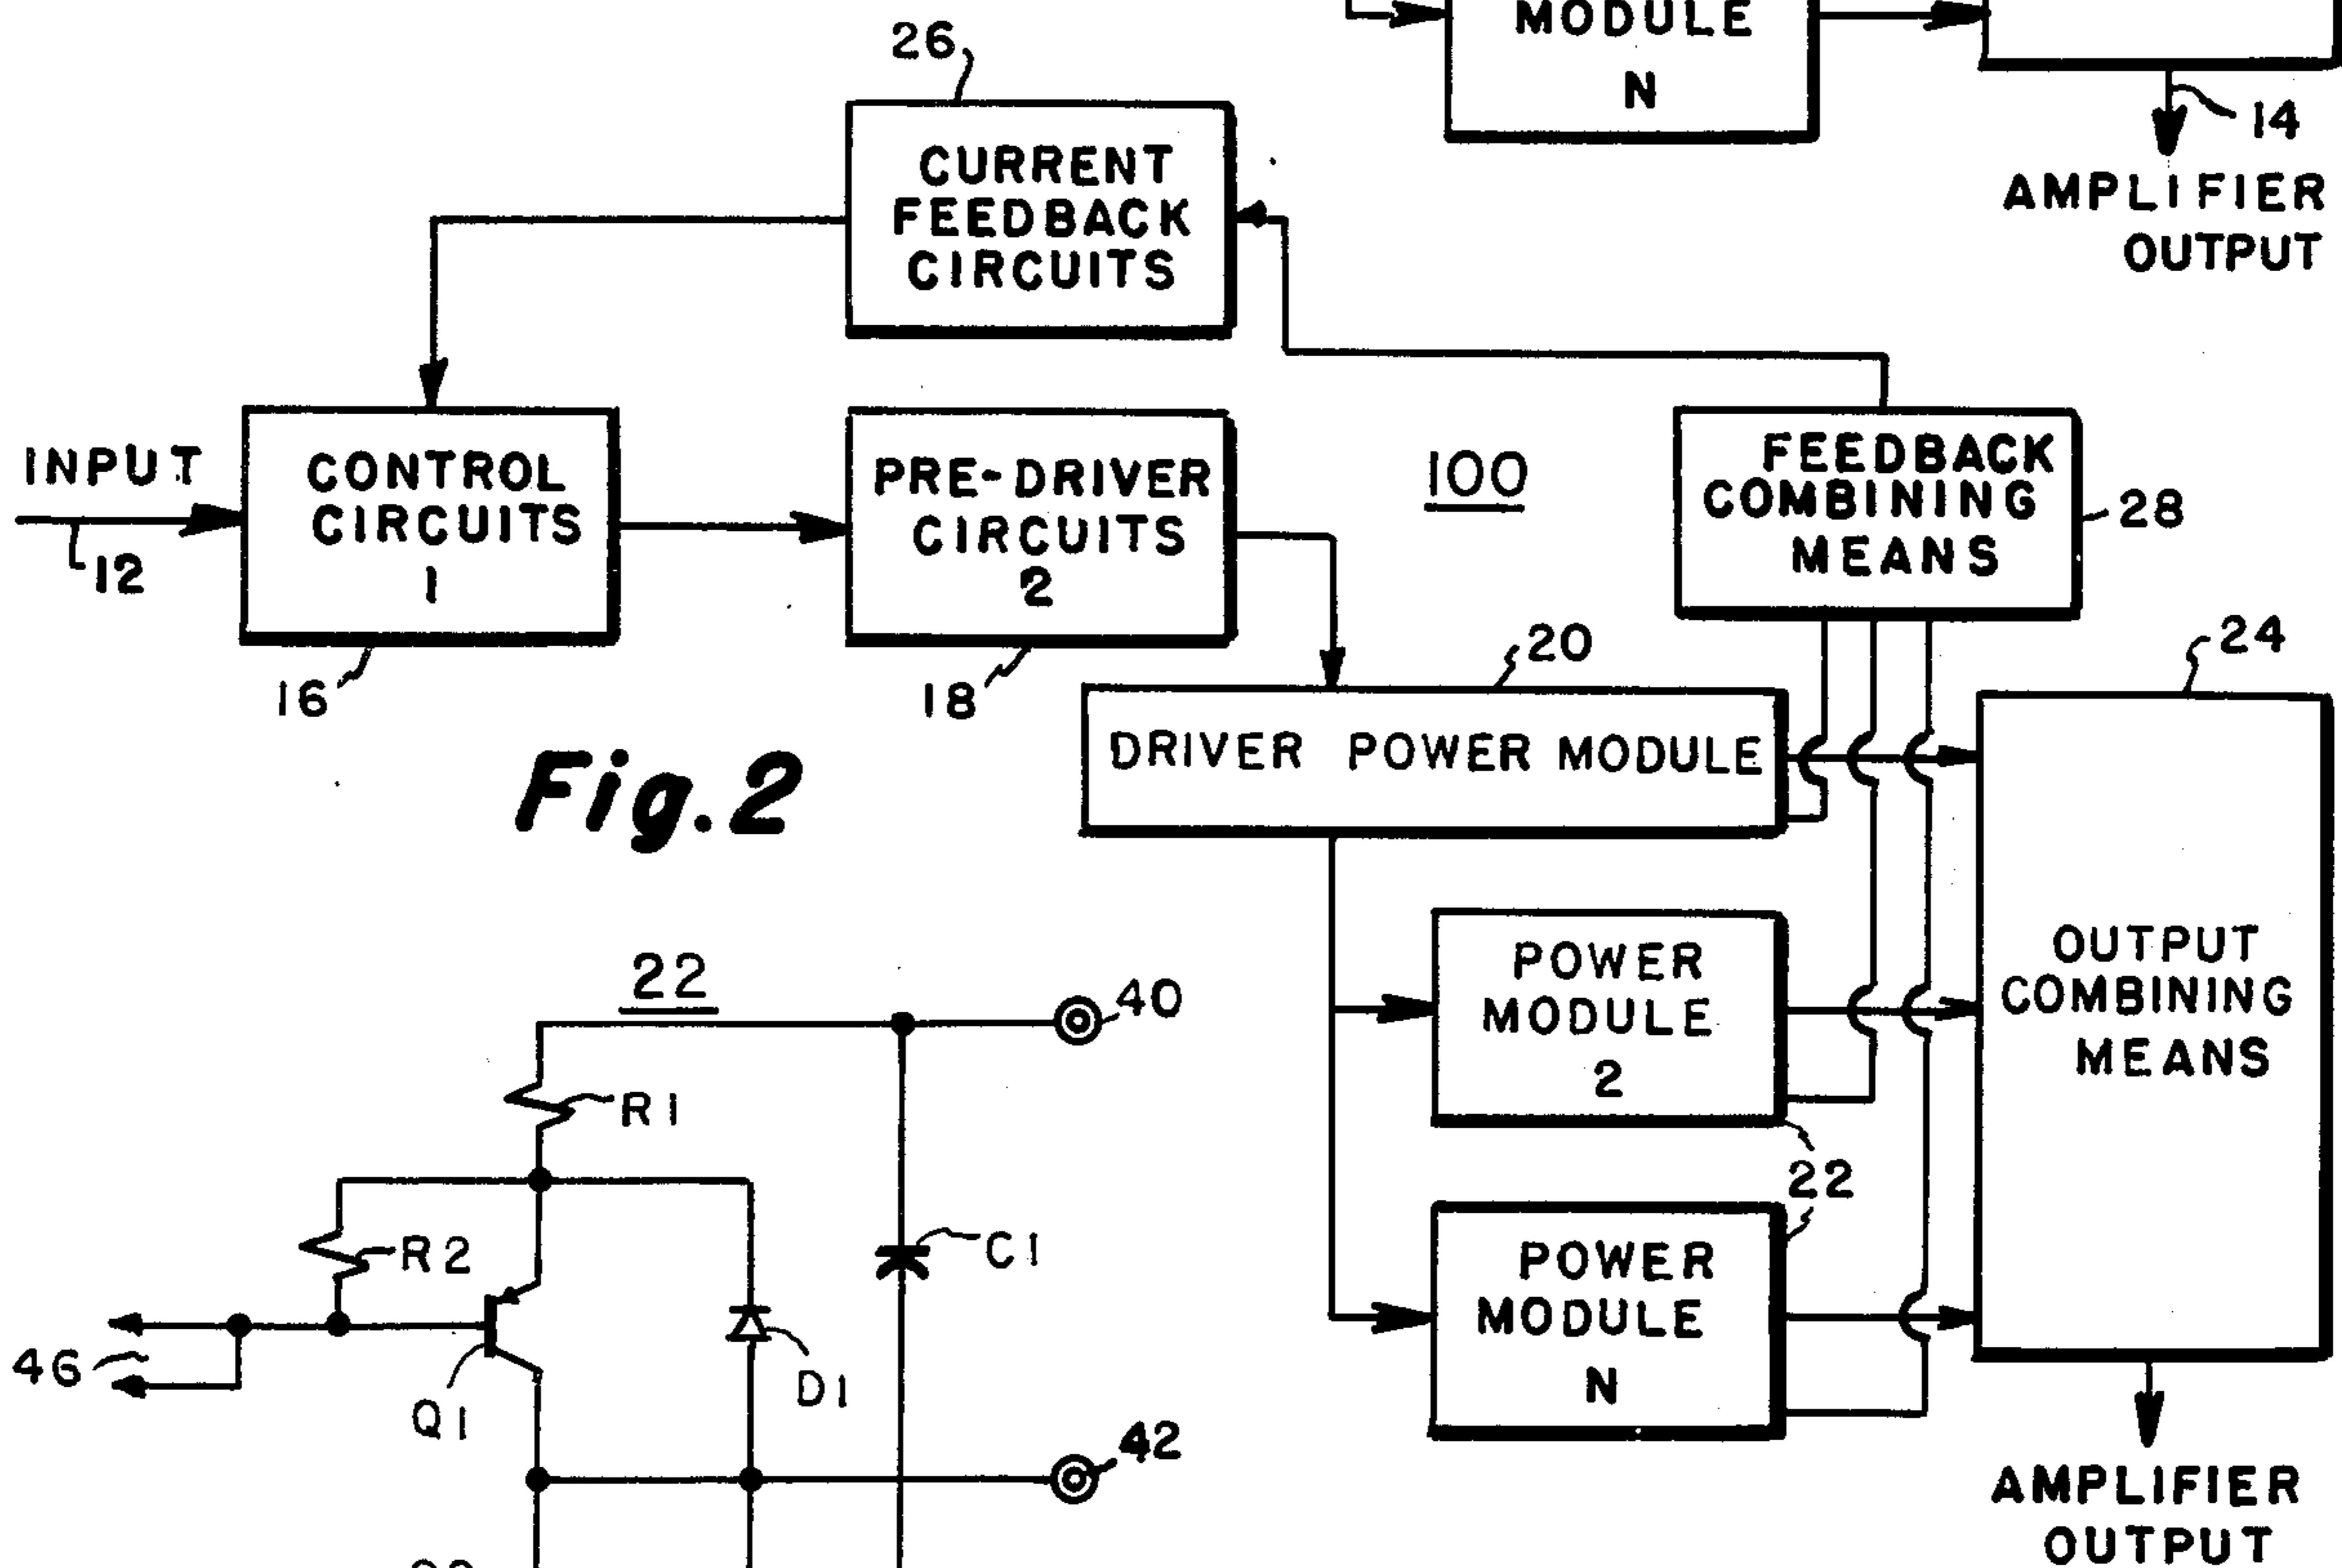 MODULE
N
14
AMPLIFIER
OUTPUT
26
CURRENT
FEEDBACK
CIRCUITS
INPUT
12
CONTROL
CIRCUITS
1
16
PRE-DRIVER
CIRCUITS
2
18
100
FEEDBACK
COMBINING
MEANS
28
20
DRIVER POWER MODULE
24
OUTPUT
COMBINING
MEANS
Fig.2
POWER
MODULE
2
22
POWER
MODULE
N
AMPLIFIER
OUTPUT
22
40
R1
R2
C1
46
Q1
D1
42